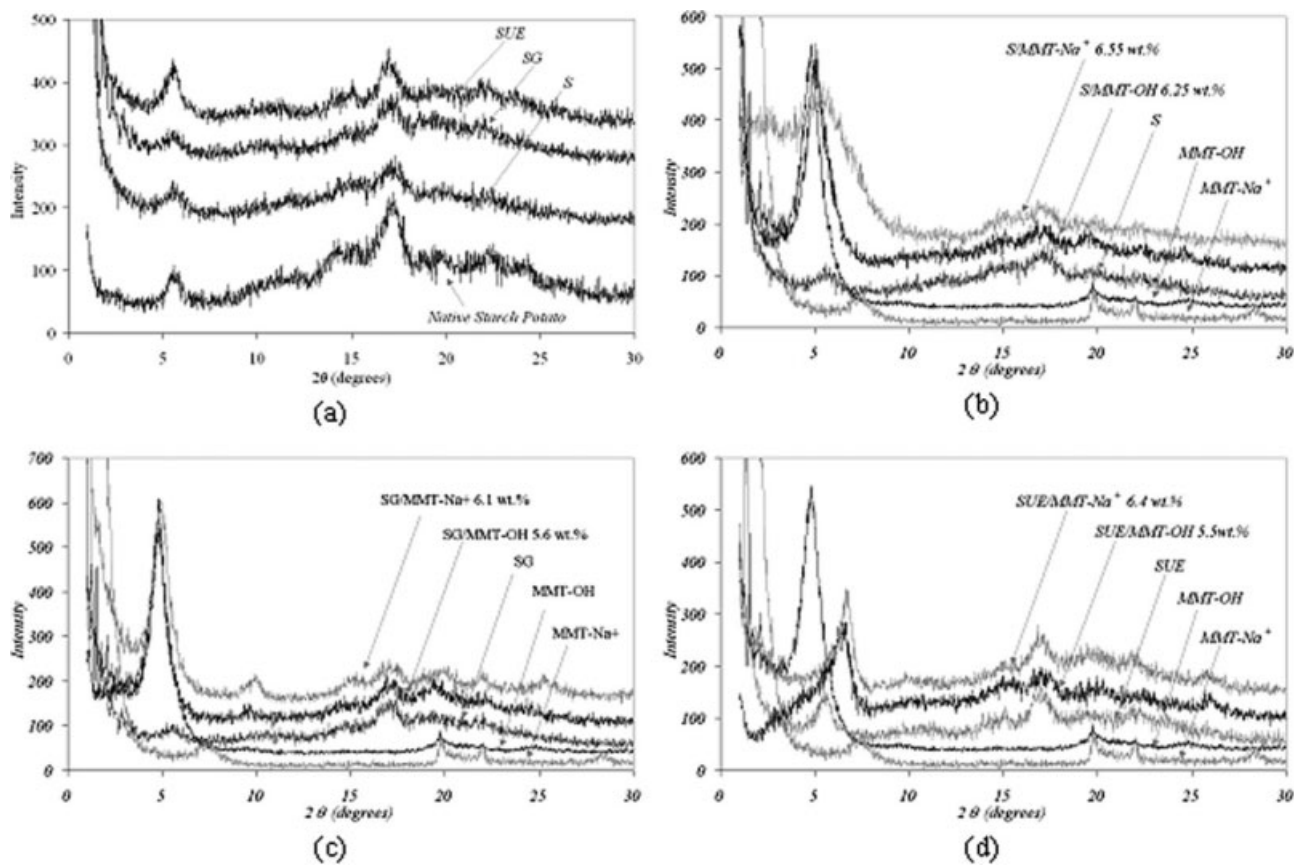 500
400
300
200
100
0
Intensity
SUE
SG
S
Native Starch Potato
0 5 10 15 20 25 30
2θ (degrees)
(a)
600
500
400
300
200
100
0
Intensity
S/MMT-Na+ 6.55 wt.%
S/MMT-OH 6.25 wt.%
S
MMT-OH
MMT-Na+
0 5 10 15 20 25 30
2 θ (degrees)
(b)
700
600
500
400
300
200
100
0
Intensity
SG/MMT-Na+ 6.1 wt.%
SG/MMT-OH 5.6 wt.%
SG
MMT-OH
MMT-Na+
0 5 10 15 20 25 30
2 θ (degrees)
(c)
600
500
400
300
200
100
0
Intensity
SUE/MMT-Na+ 6.4 wt.%
SUE/MMT-OH 5.5wt.%
SUE
MMT-OH
MMT-Na+
0 5 10 15 20 25 30
2 θ (degrees)
(d)